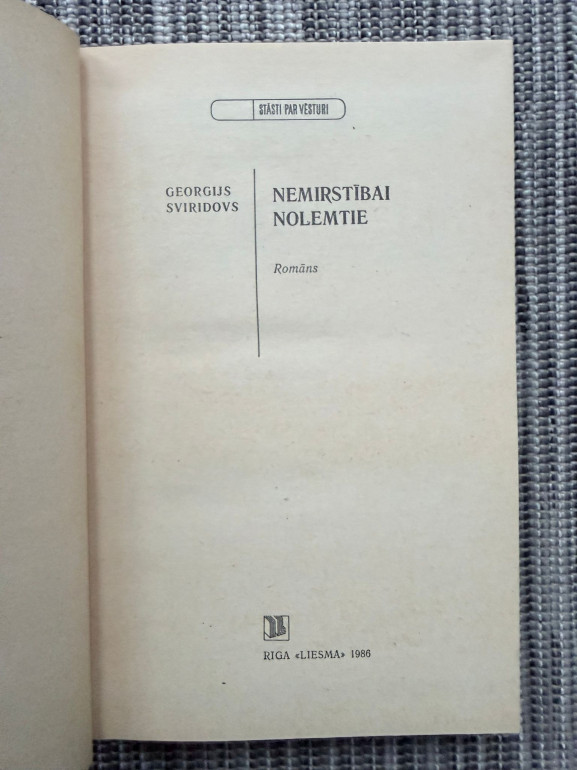 STĀSTI PAR VĒSTURI
GEORGIJS
SVIRIDOVS
NEMIRSTĪBAI
NOLEMTIE
Romāns
RIGA «LIESMA» 1986